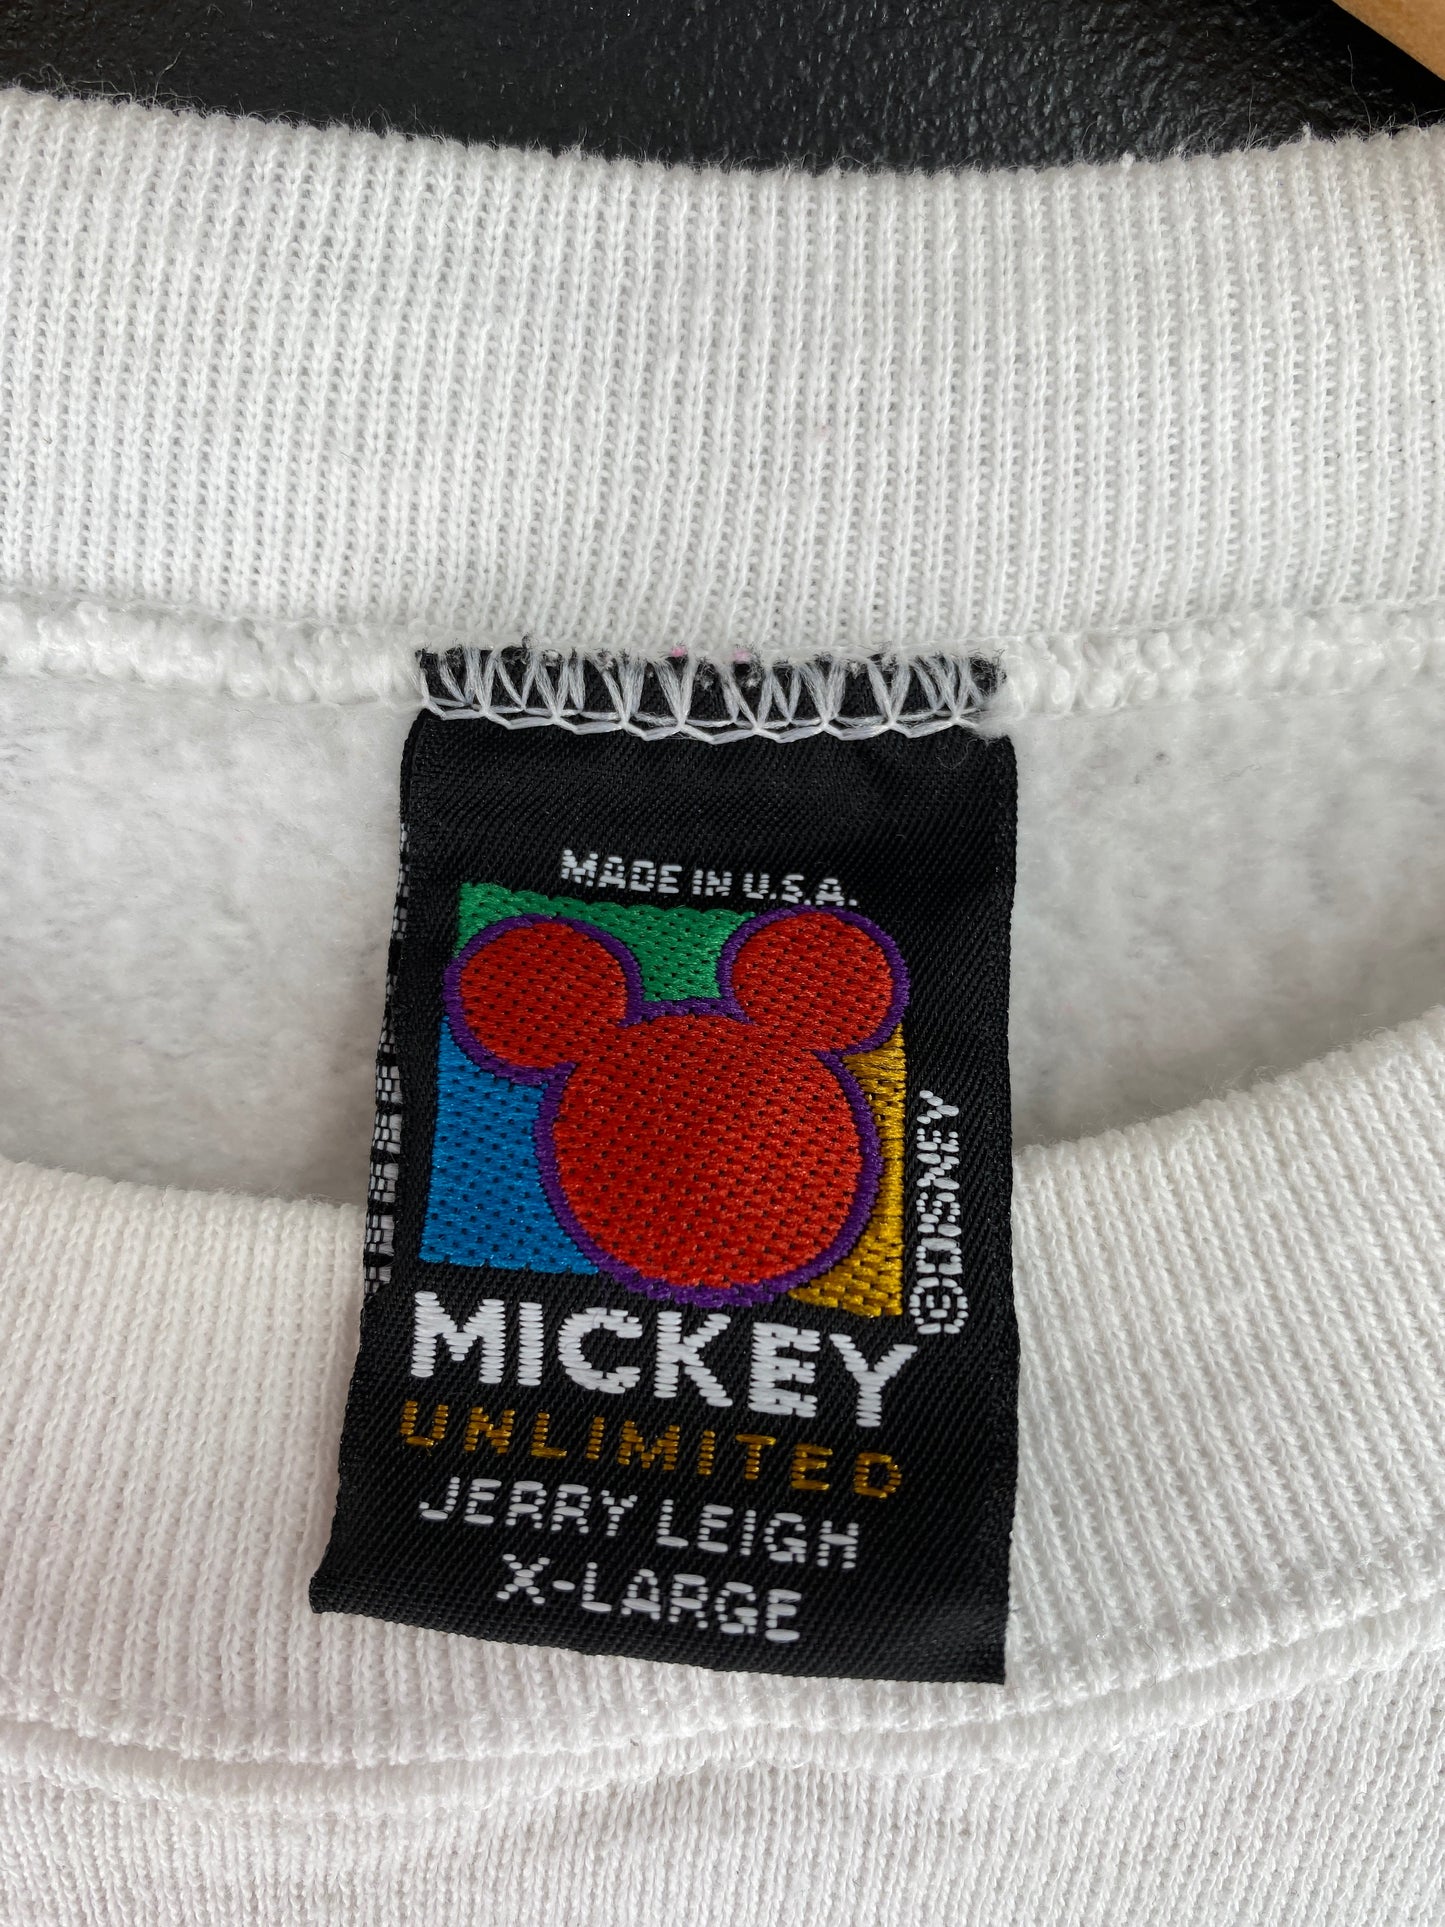 MADE IN U.S.A.
©DISNEY
MICKEY
UNLIMITED
JERRY LEIGH
X-LARGE